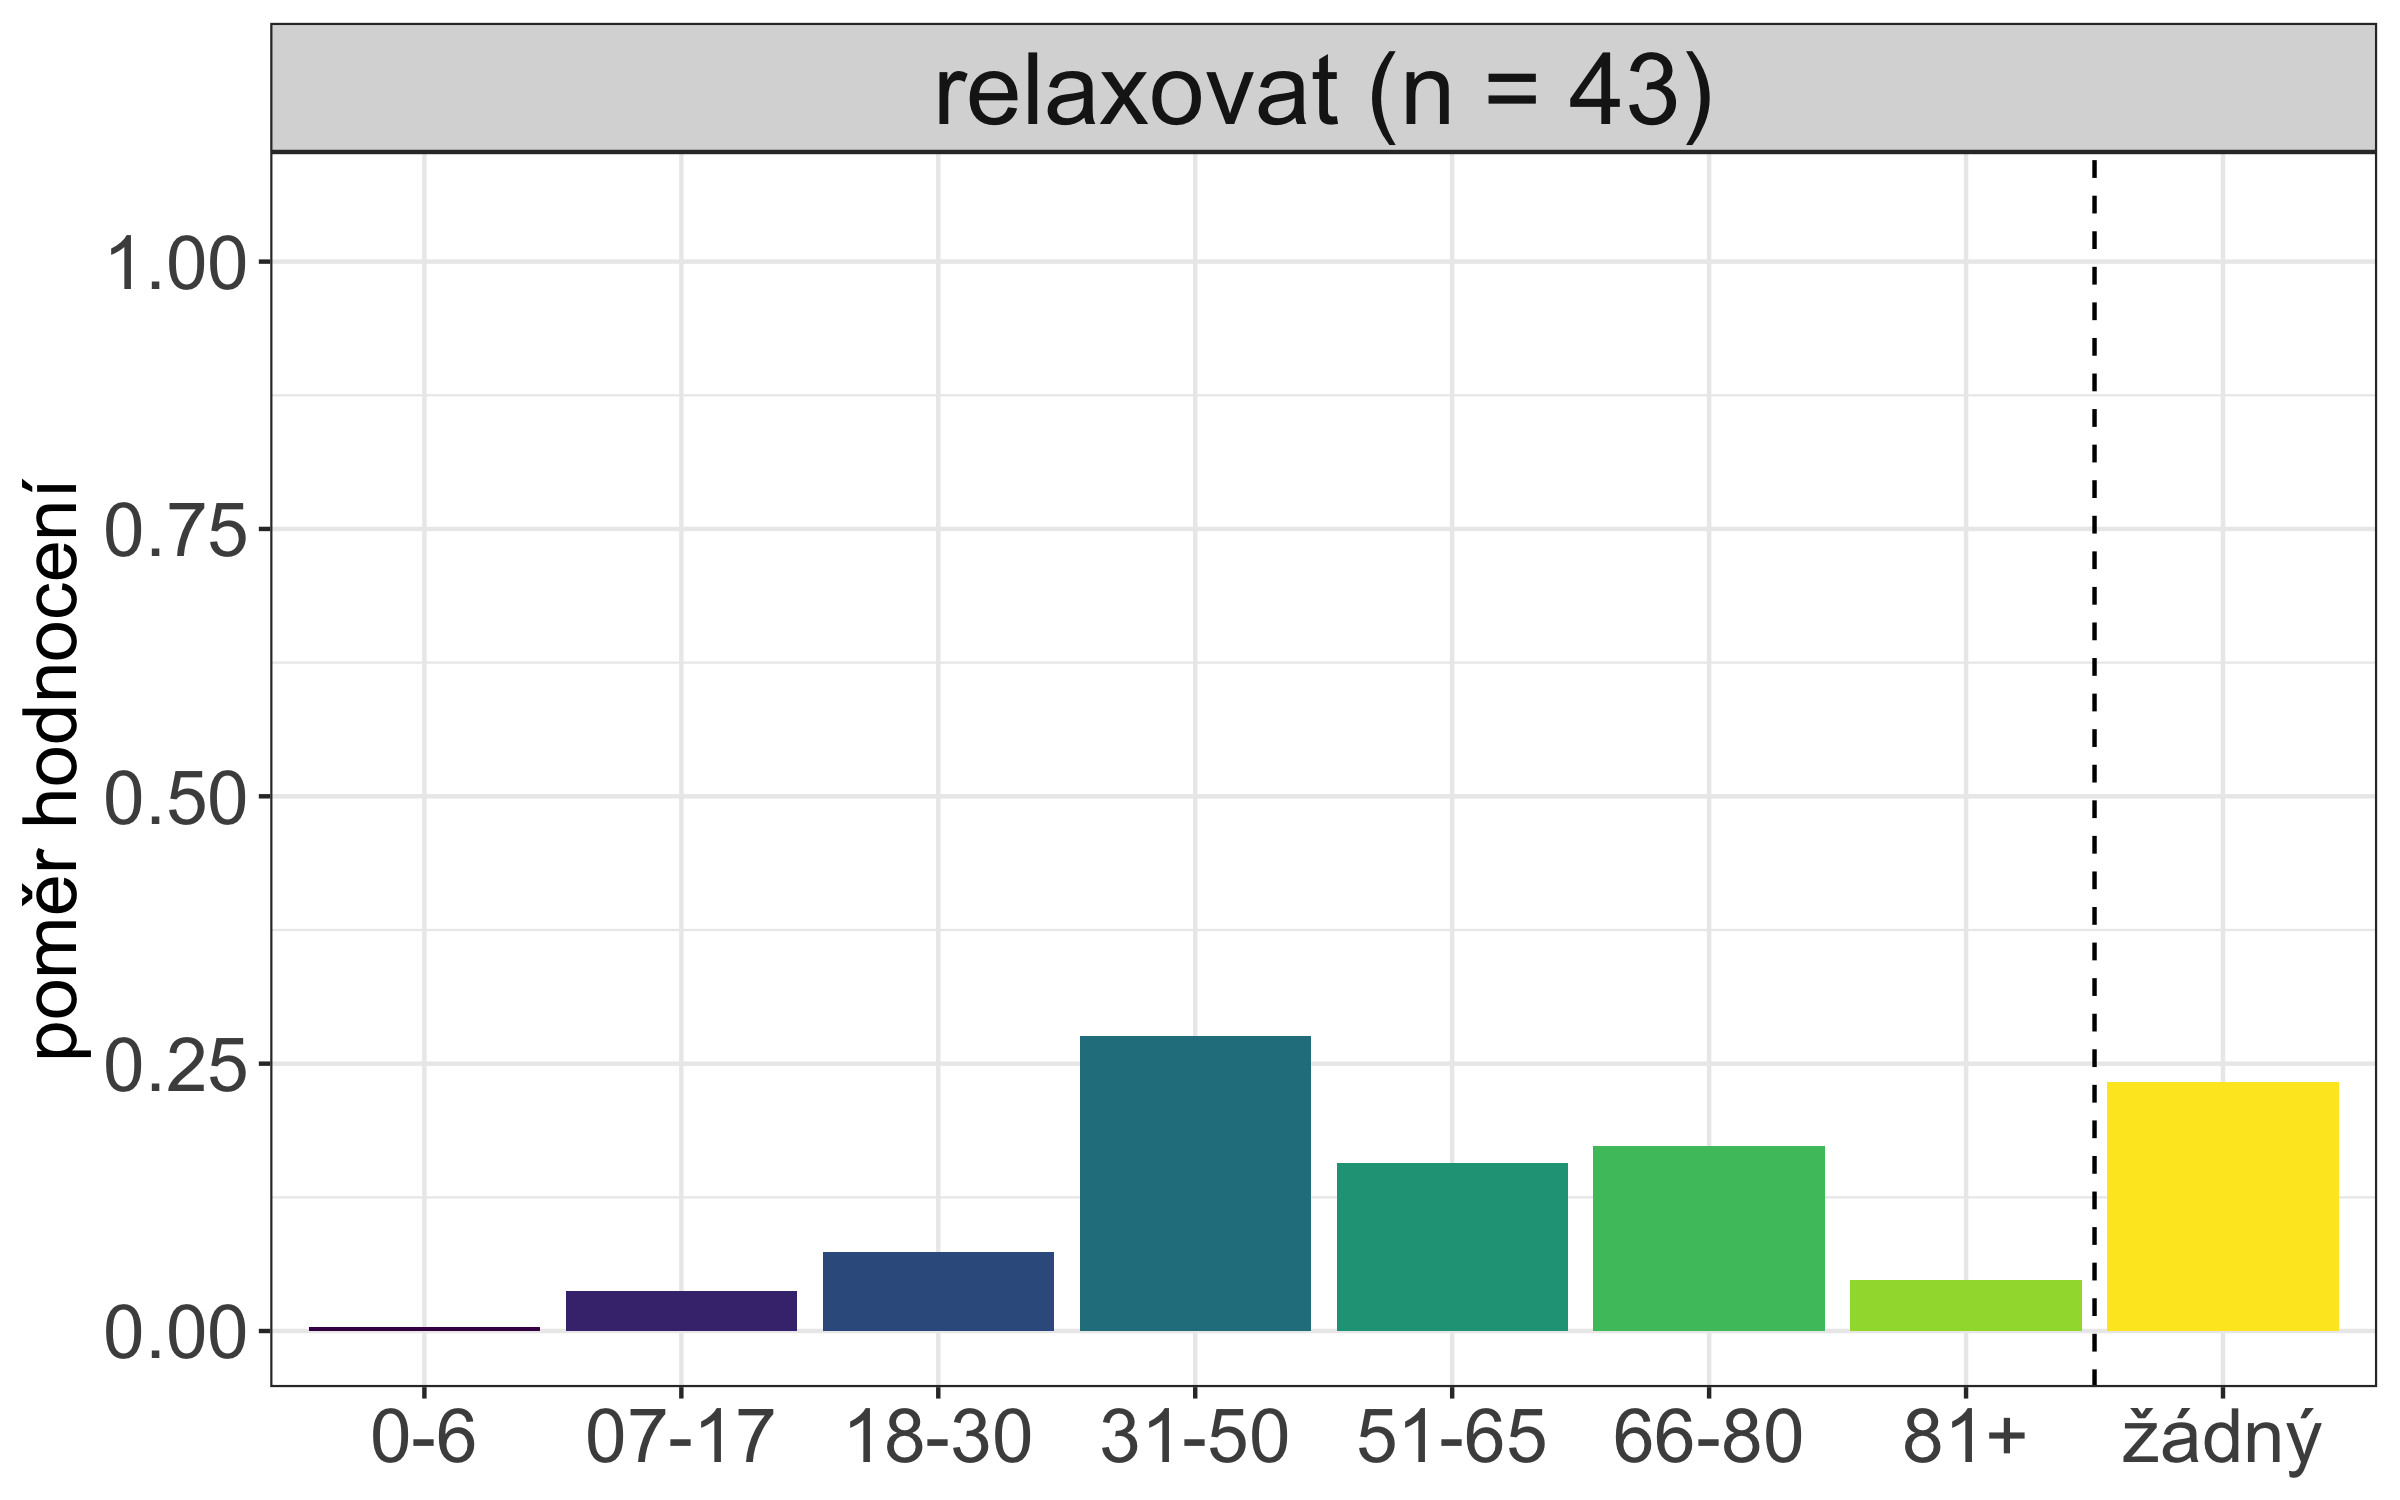 relaxovat (n = 43)
poměr hodnocení
1.00
0.75
0.50
0.25
0.00
0-6 07-17 18-30 31-50 51-65 66-80 81+ žádný